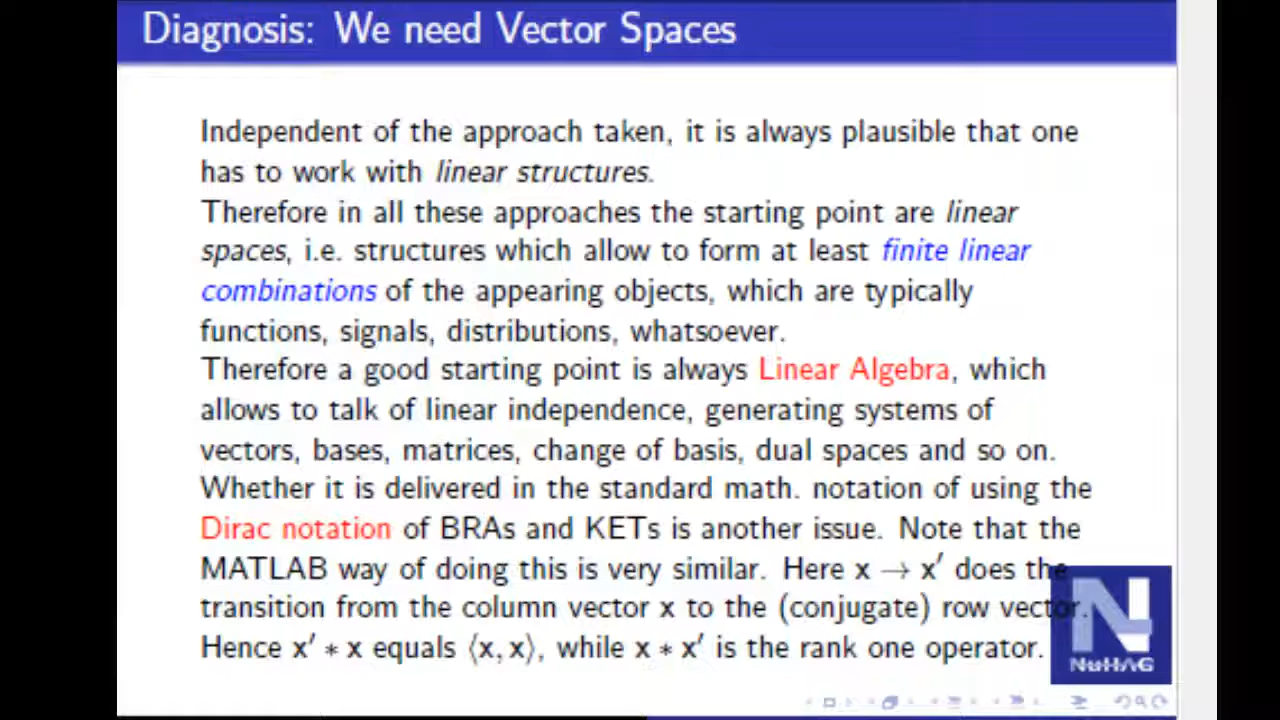 Diagnosis: We need Vector Spaces
Independent of the approach taken, it is always plausible that one
has to work with linear structures.
Therefore in all these approaches the starting point are linear
spaces, i.e. structures which allow to form at least finite linear
combinations of the appearing objects, which are typically
functions, signals, distributions, whatsoever.
Therefore a good starting point is always Linear Algebra, which
allows to talk of linear independence, generating systems of
vectors, bases, matrices, change of basis, dual spaces and so on.
Whether it is delivered in the standard math. notation of using the
Dirac notation of BRAs and KETs is another issue. Note that the
MATLAB way of doing this is very similar. Here x → x′ does the
transition from the column vector x to the (conjugate) row vector.
Hence x′ ∗ x equals ⟨x, x⟩, while x ∗ x′ is the rank one operator.
N
NuHAG